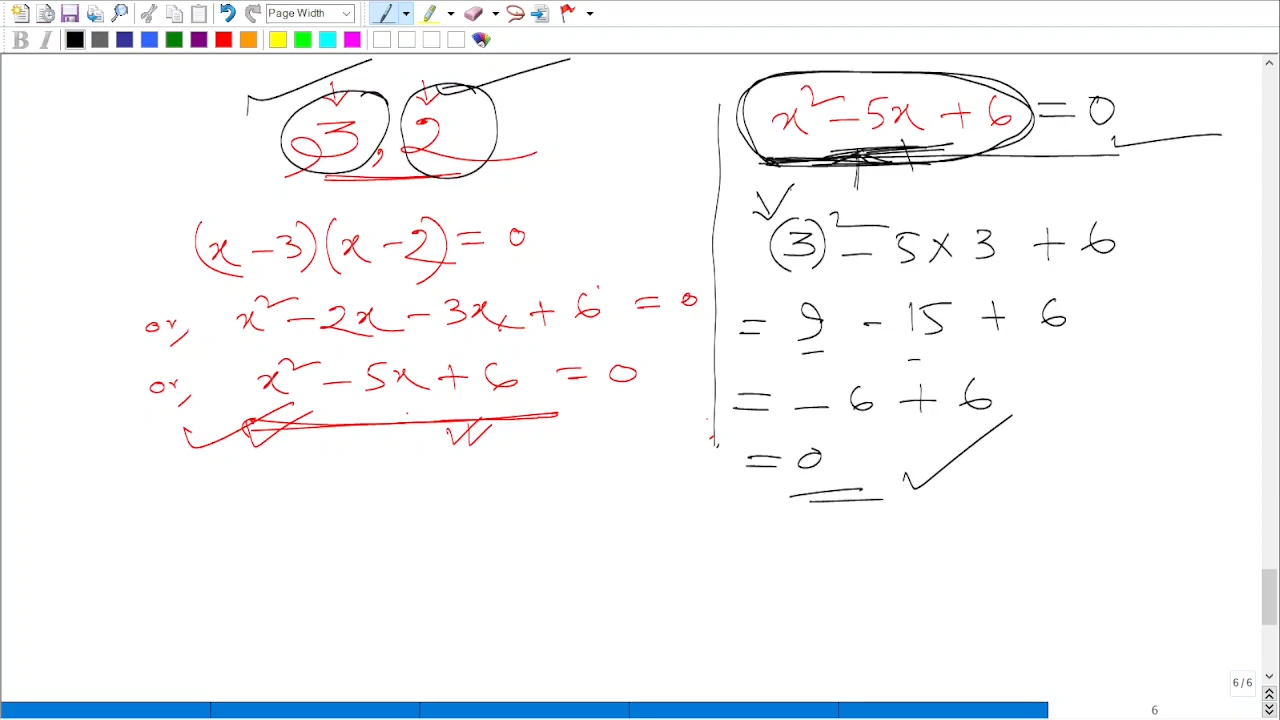 Page Width
B I
3, 2
(x - 3)(x - 2) = 0
or, x² - 2x - 3x + 6 = 0
or, x² - 5x + 6 = 0
x² - 5x + 6 = 0
(3)² - 5 × 3 + 6
= 9 - 15 + 6
= - 6 + 6
= 0
6/6
6